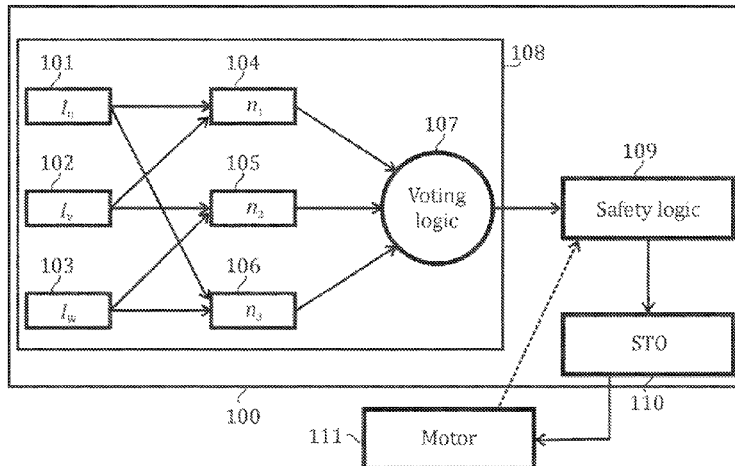 101
I_u
104
n_1
108
107
102
I_v
105
n_2
Voting
logic
109
Safety logic
103
I_w
106
n_3
STO
100
110
111
Motor